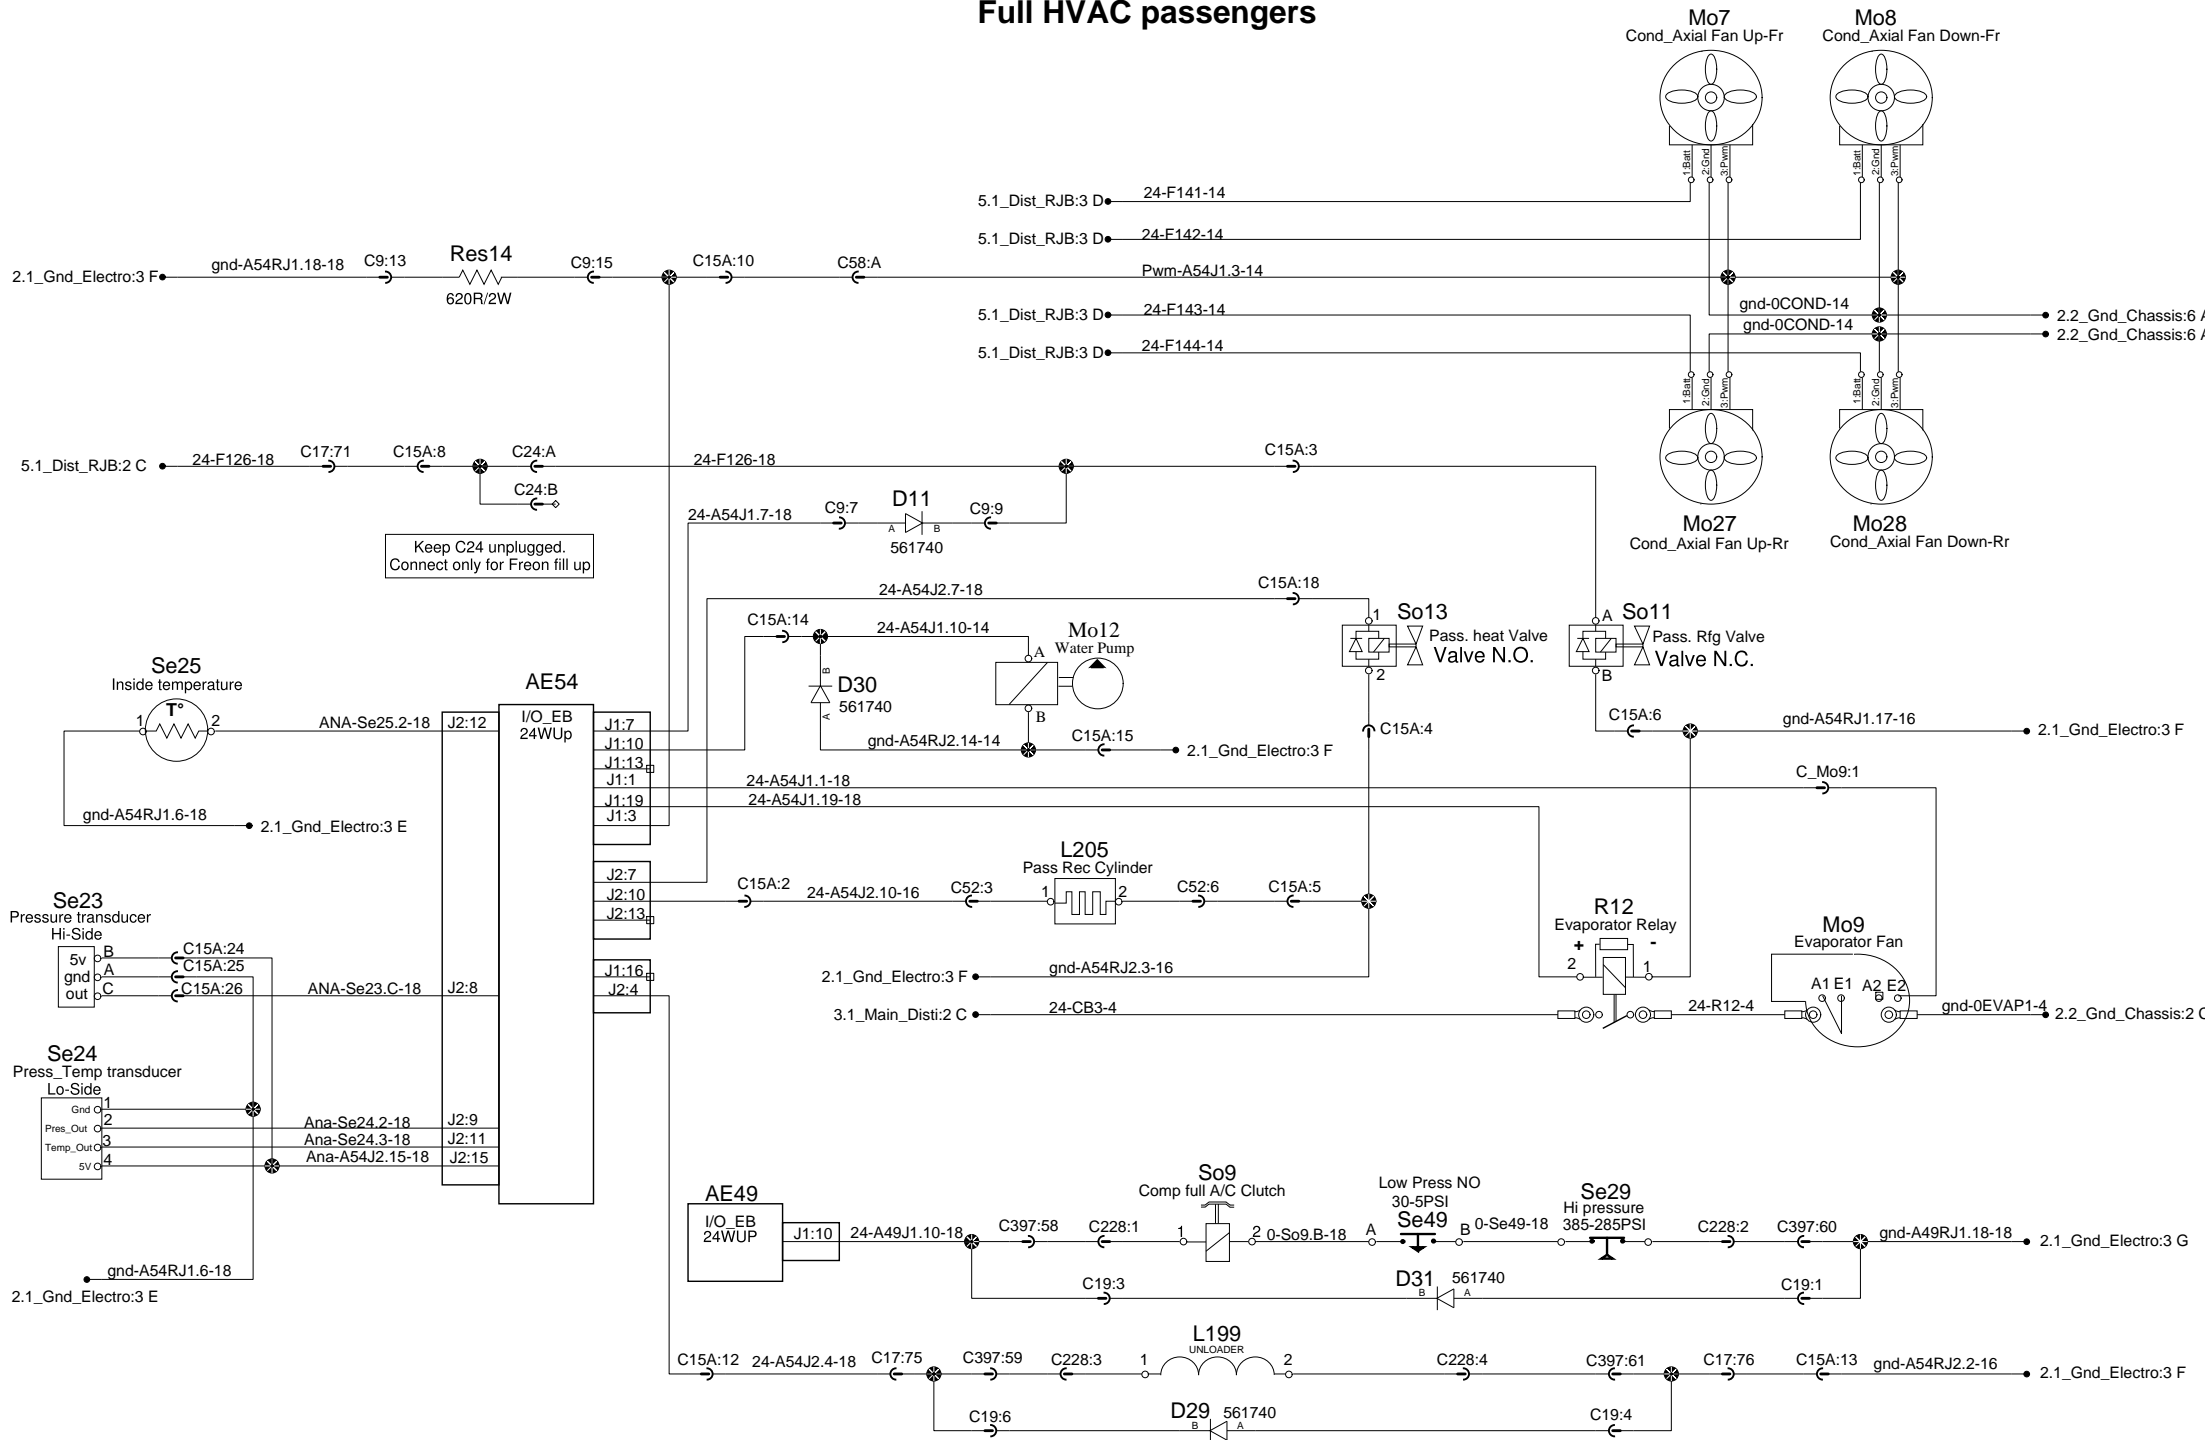 Full HVAC passengers
Mo7
Cond_Axial Fan Up-Fr
Mo8
Cond_Axial Fan Down-Fr
1:Batt
2:Gnd
3:Pwm
1:Batt
2:Gnd
3:Pwm
5.1_Dist_RJB:3 D
24-F141-14
5.1_Dist_RJB:3 D
24-F142-14
2.1_Gnd_Electro:3 F
gnd-A54RJ1.18-18
C9:13
Res14
620R/2W
C9:15
C15A:10
C58:A
Pwm-A54J1.3-14
5.1_Dist_RJB:3 D
24-F143-14
gnd-0COND-14
2.2_Gnd_Chassis:6 A
gnd-0COND-14
2.2_Gnd_Chassis:6 A
5.1_Dist_RJB:3 D
24-F144-14
1:Batt
2:Gnd
3:Pwm
1:Batt
2:Gnd
3:Pwm
Mo27
Cond_Axial Fan Up-Rr
Mo28
Cond_Axial Fan Down-Rr
5.1_Dist_RJB:2 C
24-F126-18
C17:71
C15A:8
C24:A
24-F126-18
C15A:3
C24:B
Keep C24 unplugged.
Connect only for Freon fill up
24-A54J1.7-18
C9:7
D11
A
B
561740
C9:9
24-A54J2.7-18
C15A:18
C15A:14
24-A54J1.10-14
Mo12
Water Pump
A
B
B
D30
561740
A
gnd-A54RJ2.14-14
C15A:15
2.1_Gnd_Electro:3 F
1
So13
Pass. heat Valve
Valve N.O.
2
C15A:4
A
So11
Pass. Rfg Valve
Valve N.C.
B
C15A:6
gnd-A54RJ1.17-16
2.1_Gnd_Electro:3 F
Se25
Inside temperature
1
T°
2
ANA-Se25.2-18
gnd-A54RJ1.6-18
2.1_Gnd_Electro:3 E
AE54
I/O_EB
24WUp
J2:12
J1:7
J1:10
J1:13
J1:1
J1:19
J1:3
24-A54J1.1-18
C_Mo9:1
24-A54J1.19-18
J2:7
J2:10
J2:13
C15A:2
24-A54J2.10-16
C52:3
L205
Pass Rec Cylinder
1
2
C52:6
C15A:5
J1:16
J2:4
2.1_Gnd_Electro:3 F
gnd-A54RJ2.3-16
3.1_Main_Disti:2 C
24-CB3-4
R12
Evaporator Relay
+
-
2
1
24-R12-4
Mo9
Evaporator Fan
A1 E1
A2 E2
gnd-0EVAP1-4
2.2_Gnd_Chassis:2 C
Se23
Pressure transducer
Hi-Side
5v
gnd
out
B
A
C
C15A:24
C15A:25
C15A:26
ANA-Se23.C-18
J2:8
Se24
Press_Temp transducer
Lo-Side
Gnd
1
Pres_Out
2
Temp_Out
3
5V
4
Ana-Se24.2-18
J2:9
Ana-Se24.3-18
J2:11
Ana-A54J2.15-18
J2:15
gnd-A54RJ1.6-18
2.1_Gnd_Electro:3 E
AE49
I/O_EB
24WUP
J1:10
24-A49J1.10-18
C397:58
C228:1
So9
Comp full A/C Clutch
1
2
0-So9.B-18
Low Press NO
30-5PSI
Se49
A
B
0-Se49-18
Se29
Hi pressure
385-285PSI
C228:2
C397:60
gnd-A49RJ1.18-18
2.1_Gnd_Electro:3 G
C19:3
D31
561740
B
A
C19:1
C15A:12
24-A54J2.4-18
C17:75
C397:59
C228:3
L199
UNLOADER
1
2
C228:4
C397:61
C17:76
C15A:13
gnd-A54RJ2.2-16
2.1_Gnd_Electro:3 F
C19:6
D29
561740
B
A
C19:4